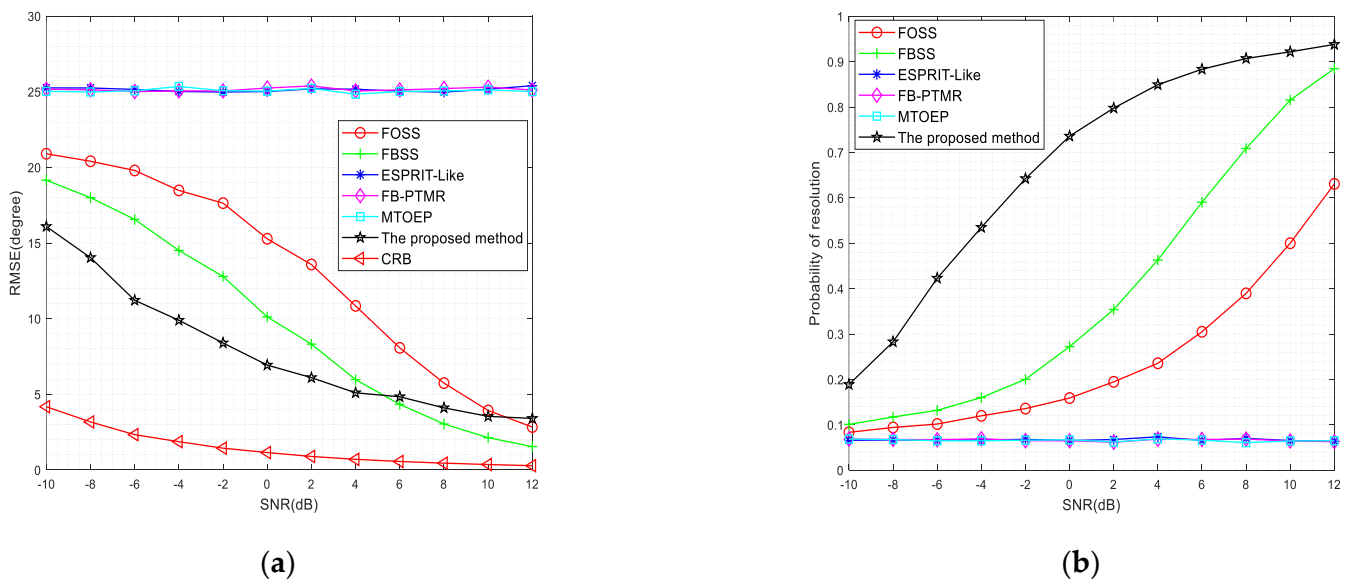 30
25
20
15
10
5
0
RMSE(degree)
FOSS
FBSS
ESPRIT-Like
FB-PTMR
MTOEP
The proposed method
CRB
-10 -8 -6 -4 -2 0 2 4 6 8 10 12
SNR(dB)
(a)
1
0.9
0.8
0.7
0.6
0.5
0.4
0.3
0.2
0.1
0
Probability of resolution
FOSS
FBSS
ESPRIT-Like
FB-PTMR
MTOEP
The proposed method
-10 -8 -6 -4 -2 0 2 4 6 8 10 12
SNR(dB)
(b)